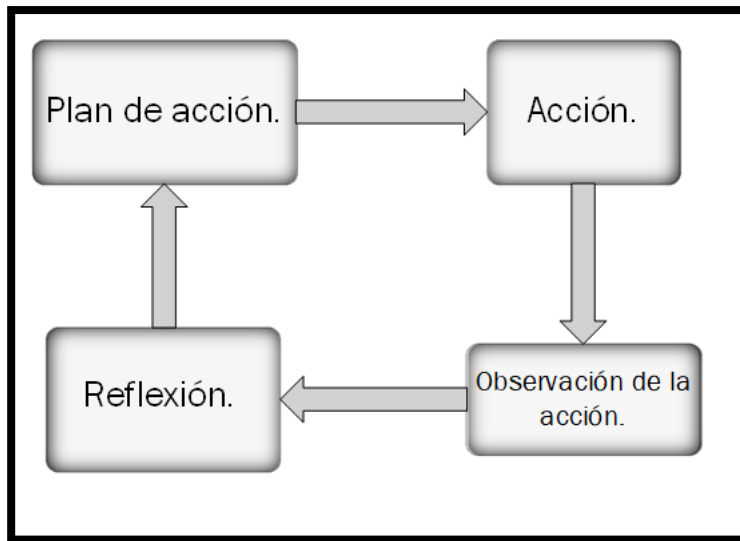 Plan de acción.
Acción.
Observación de la
acción.
Reflexión.